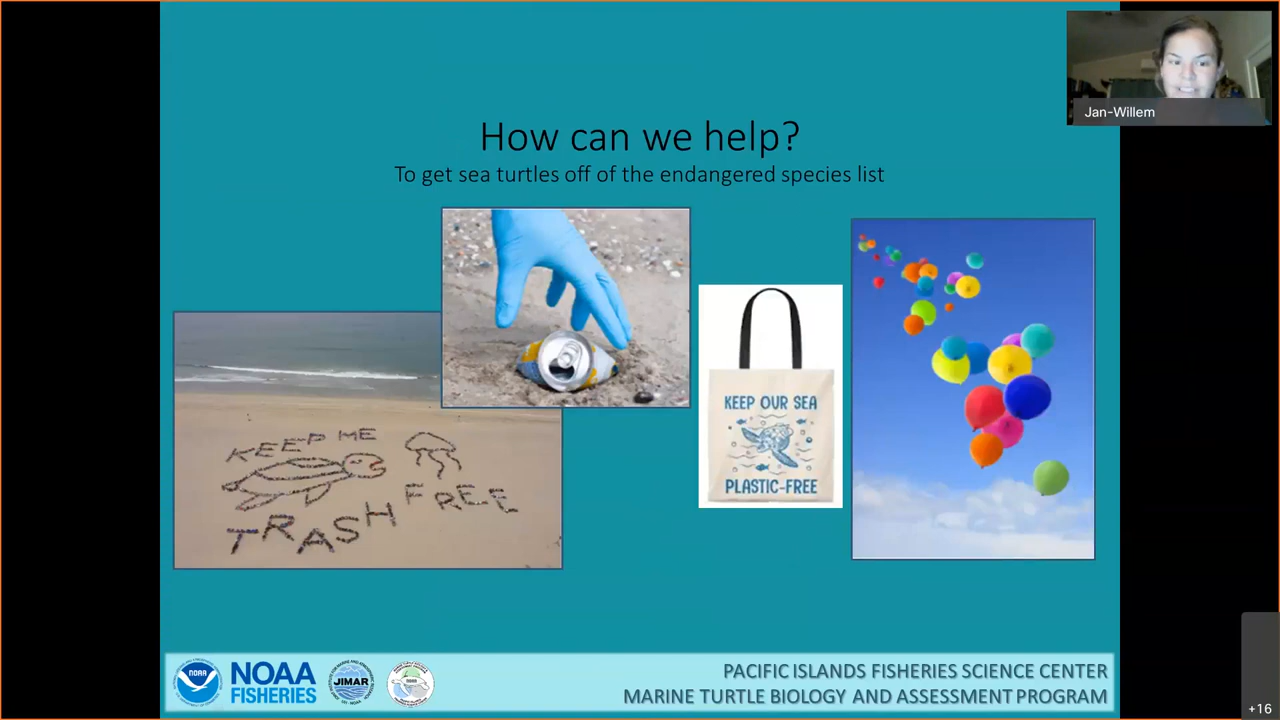 Jan-Willem
How can we help?
To get sea turtles off of the endangered species list
KEEP ME
TRASH FREE
KEEP OUR SEA
PLASTIC-FREE
NOAA
NOAA
FISHERIES
JIMAR
PACIFIC ISLANDS FISHERIES SCIENCE CENTER
MARINE TURTLE BIOLOGY AND ASSESSMENT PROGRAM
+16